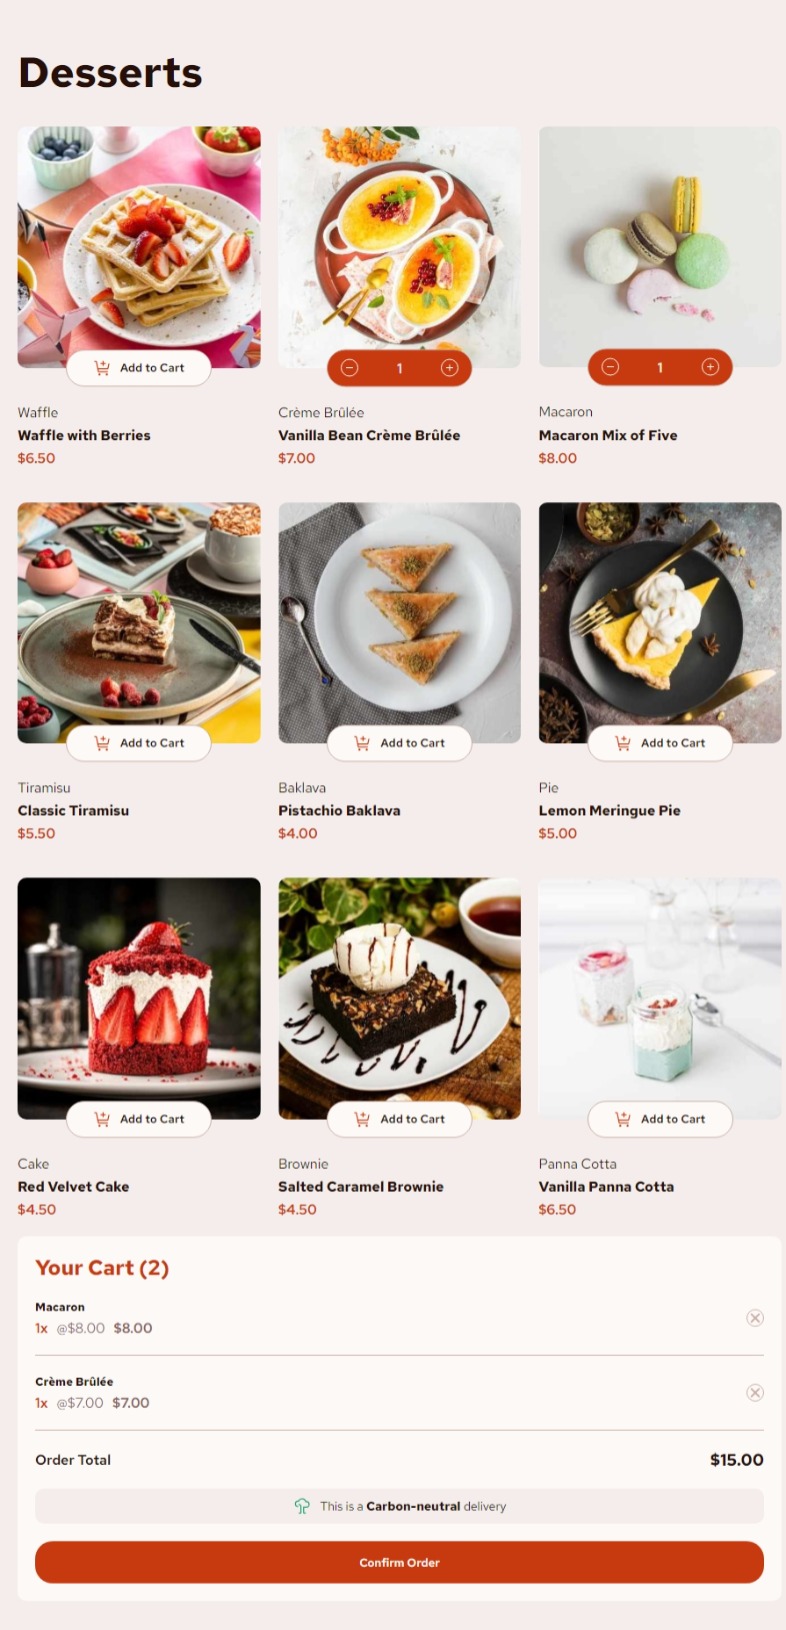 Desserts
Add to Cart
1
1
Waffle
Waffle with Berries
$6.50
Crème Brûlée
Vanilla Bean Crème Brûlée
$7.00
Macaron
Macaron Mix of Five
$8.00
Add to Cart
Add to Cart
Add to Cart
Tiramisu
Classic Tiramisu
$5.50
Baklava
Pistachio Baklava
$4.00
Pie
Lemon Meringue Pie
$5.00
Add to Cart
Add to Cart
Add to Cart
Cake
Red Velvet Cake
$4.50
Brownie
Salted Caramel Brownie
$4.50
Panna Cotta
Vanilla Panna Cotta
$6.50
Your Cart (2)
Macaron
1x @$8.00 $8.00
Crème Brûlée
1x @$7.00 $7.00
Order Total $15.00
This is a Carbon-neutral delivery
Confirm Order